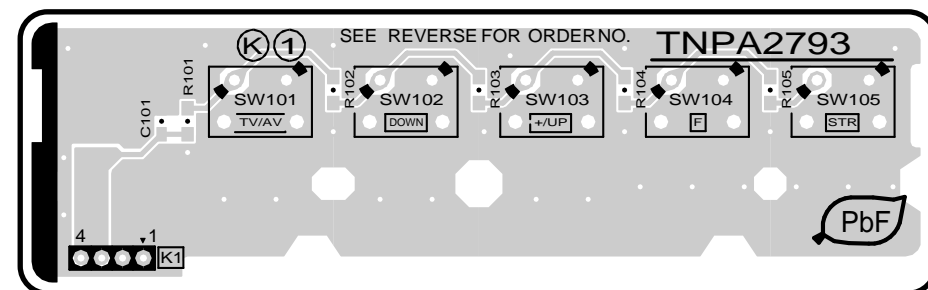 K 1
SEE REVERSE FOR ORDER NO.
TNPA2793
C101
R101
SW101
TV/AV
R102
SW102
DOWN
R103
SW103
+/UP
R104
SW104
F
R105
SW105
STR
PbF
4 1
K1